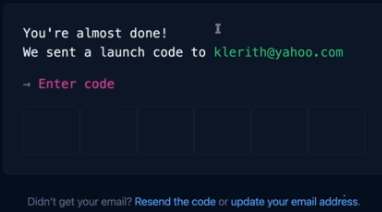 You're almost done!
We sent a launch code to klerith@yahoo.com
→ Enter code
Didn't get your email? Resend the code or update your email address.